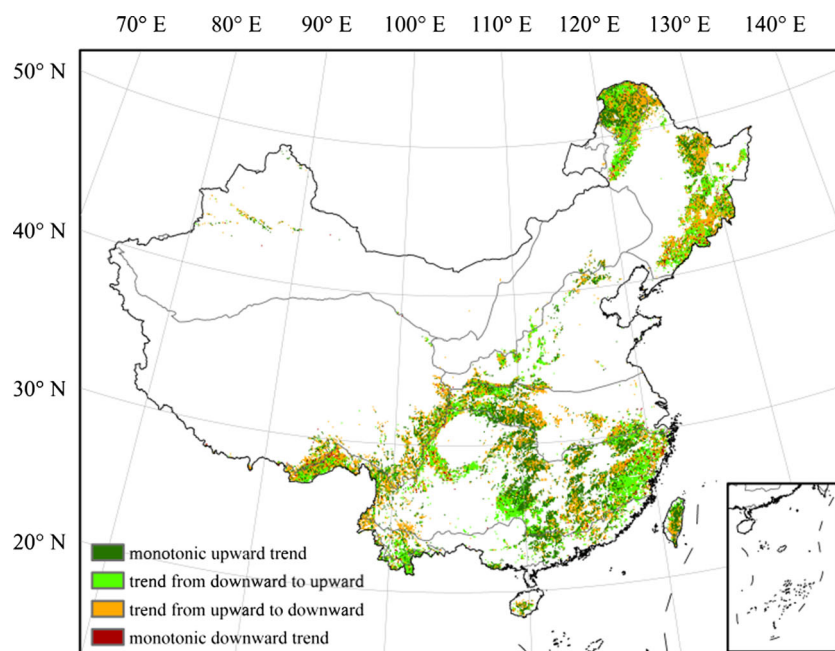 70° E 80° E 90° E 100° E 110° E 120° E 130° E 140° E
50° N
40° N
30° N
20° N
monotonic upward trend
trend from downward to upward
trend from upward to downward
monotonic downward trend